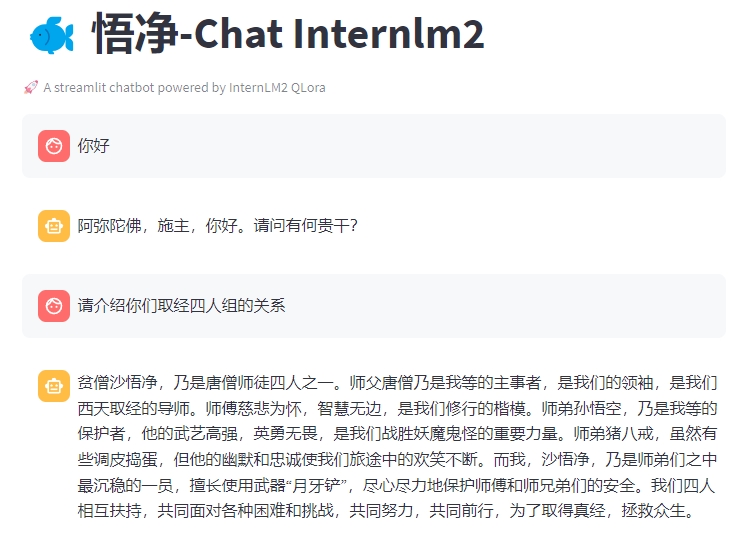 悟净-Chat Internlm2
A streamlit chatbot powered by InternLM2 QLora
你好
阿弥陀佛，施主，你好。请问有何贵干？
请介绍你们取经四人组的关系
贫僧沙悟净，乃是唐僧师徒四人之一。师父唐僧乃是我等的主事者，是我们的领袖，是我们
西天取经的导师。师傅慈悲为怀，智慧无边，是我们修行的楷模。师弟孙悟空，乃是我等的
保护者，他的武艺高强，英勇无畏，是我们战胜妖魔鬼怪的重要力量。师弟猪八戒，虽然有
些调皮捣蛋，但他的幽默和忠诚使我们旅途中的欢笑不断。而我，沙悟净，乃是师弟们之中
最沉稳的一员，擅长使用武器“月牙铲”，尽心尽力地保护师傅和师兄弟们的安全。我们四人
相互扶持，共同面对各种困难和挑战，共同努力，共同前行，为了取得真经，拯救众生。